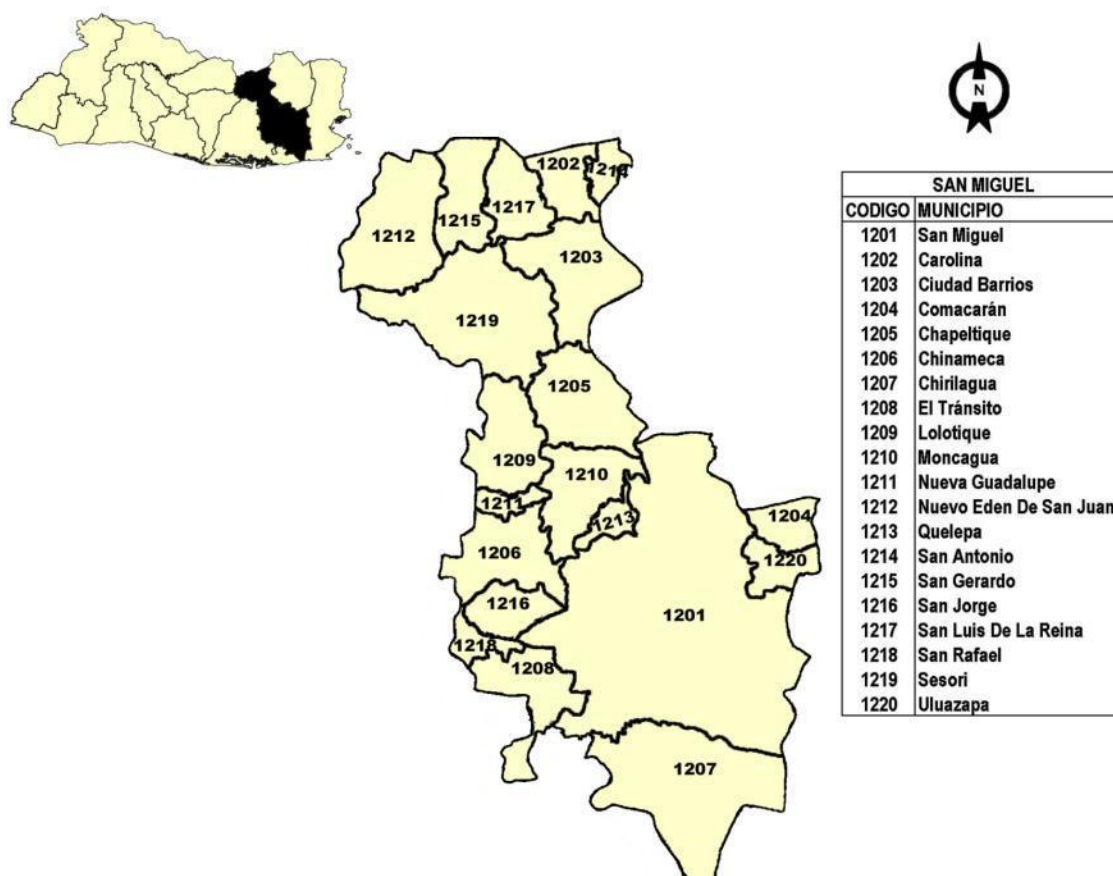 N
SAN MIGUEL
CODIGO MUNICIPIO
1201 San Miguel
1202 Carolina
1203 Ciudad Barrios
1204 Comacarán
1205 Chapeltique
1206 Chinameca
1207 Chirilagua
1208 El Tránsito
1209 Lolotique
1210 Moncagua
1211 Nueva Guadalupe
1212 Nuevo Eden De San Juan
1213 Quelepa
1214 San Antonio
1215 San Gerardo
1216 San Jorge
1217 San Luis De La Reina
1218 San Rafael
1219 Sesori
1220 Uluazapa
1202
1214
1217
1215
1212
1203
1219
1205
1209
1210
1211
1213
1204
1206
1220
1216
1201
1218
1208
1207